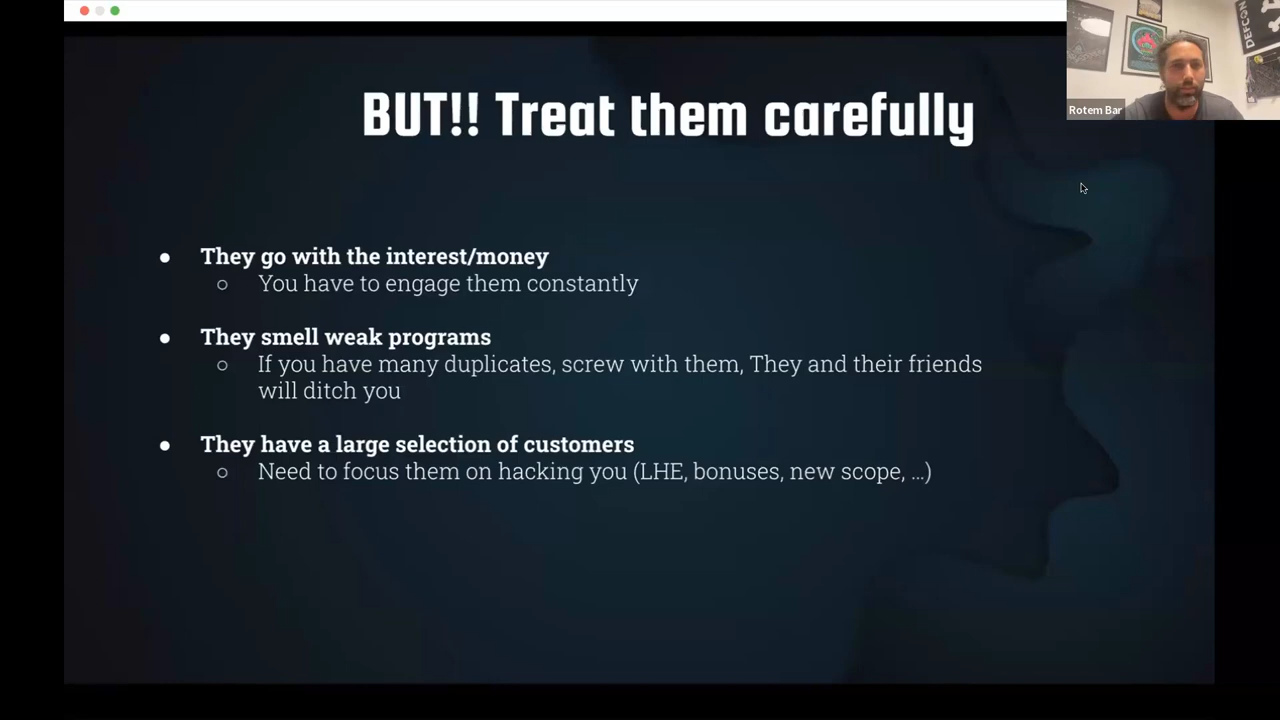 BUT!! Treat them carefully
DEFCON
Rotem Bar
● They go with the interest/money
○ You have to engage them constantly
● They smell weak programs
○ If you have many duplicates, screw with them, They and their friends
will ditch you
● They have a large selection of customers
○ Need to focus them on hacking you (LHE, bonuses, new scope, ...)